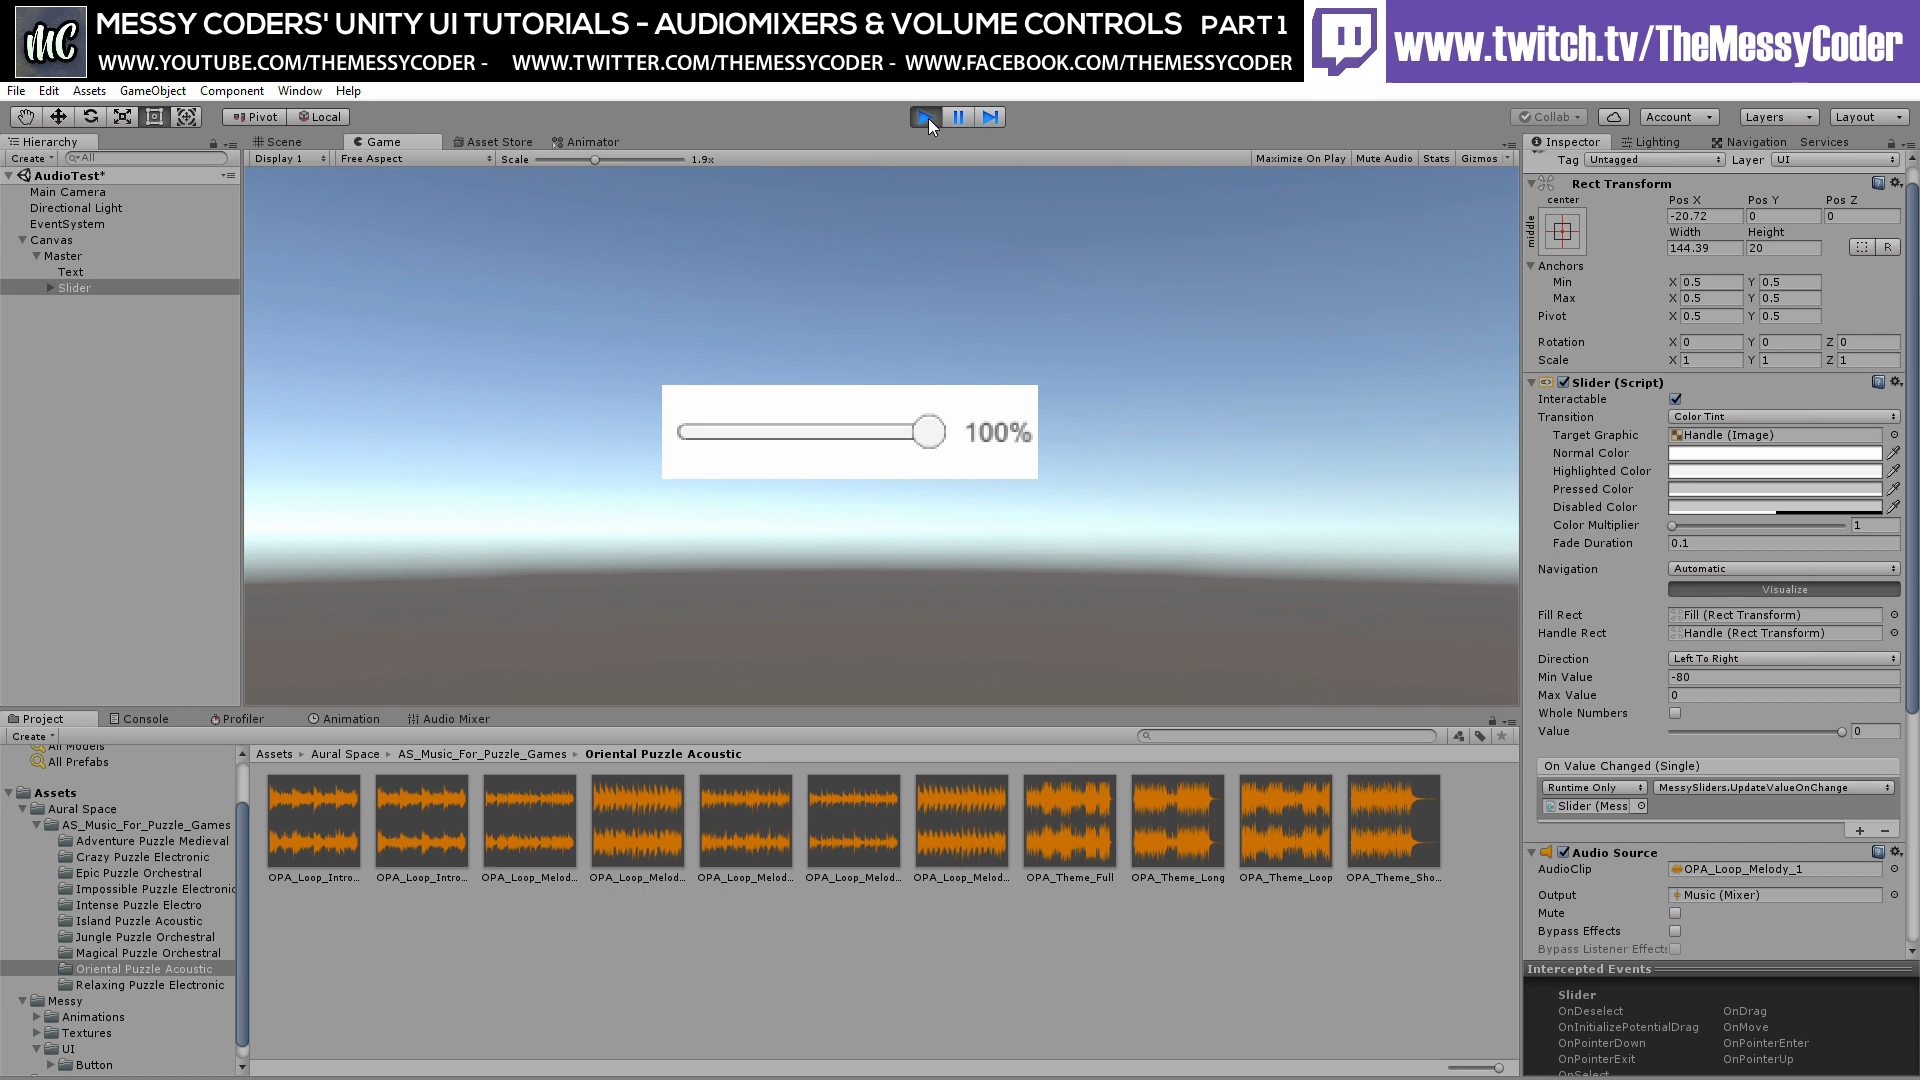 MC MESSY CODERS' UNITY UI TUTORIALS - AUDIOMIXERS & VOLUME CONTROLS PART 1
WWW.YOUTUBE.COM/THEMESSYCODER - WWW.TWITTER.COM/THEMESSYCODER - WWW.FACEBOOK.COM/THEMESSYCODER
www.twitch.tv/TheMessyCoder
File Edit Assets GameObject Component Window Help
Pivot Local
Collab Account Layers Layout
Hierarchy
Create All
AudioTest*
Main Camera
Directional Light
EventSystem
Canvas
Master
Text
Slider
Scene Game Asset Store Animator
Display 1 Free Aspect Scale 1.9x Maximize On Play Mute Audio Stats Gizmos
100%
Inspector Lighting Navigation Services
Tag Untagged Layer UI
Rect Transform
center
middle
Pos X Pos Y Pos Z
-20.72 0 0
Width Height
144.39 20 R
Anchors
Min X 0.5 Y 0.5
Max X 0.5 Y 0.5
Pivot X 0.5 Y 0.5
Rotation X 0 Y 0 Z 0
Scale X 1 Y 1 Z 1
Slider (Script)
Interactable
Transition Color Tint
Target Graphic Handle (Image)
Normal Color
Highlighted Color
Pressed Color
Disabled Color
Color Multiplier 1
Fade Duration 0.1
Navigation Automatic
Visualize
Fill Rect Fill (Rect Transform)
Handle Rect Handle (Rect Transform)
Direction Left To Right
Min Value -80
Max Value 0
Whole Numbers
Value 0
On Value Changed (Single)
Runtime Only MessySliders.UpdateValueOnChange
Slider (Mess
+ −
Audio Source
AudioClip OPA_Loop_Melody_1
Output Music (Mixer)
Mute
Bypass Effects
Bypass Listener Effects
Intercepted Events
Slider
OnDeselect OnDrag
OnInitializePotentialDrag OnMove
OnPointerDown OnPointerEnter
OnPointerExit OnPointerUp
OnSelect
Project Console Profiler Animation Audio Mixer
Create
All Models
All Prefabs
Assets
Aural Space
AS_Music_For_Puzzle_Games
Adventure Puzzle Medieval
Crazy Puzzle Electronic
Epic Puzzle Orchestral
Impossible Puzzle Electronic
Intense Puzzle Electro
Island Puzzle Acoustic
Jungle Puzzle Orchestral
Magical Puzzle Orchestral
Oriental Puzzle Acoustic
Relaxing Puzzle Electronic
Messy
Animations
Textures
UI
Button
Assets Aural Space AS_Music_For_Puzzle_Games Oriental Puzzle Acoustic
OPA_Loop_Intro... OPA_Loop_Intro... OPA_Loop_Melod... OPA_Loop_Melod... OPA_Loop_Melod... OPA_Loop_Melod... OPA_Loop_Melod... OPA_Theme_Full OPA_Theme_Long OPA_Theme_Loop OPA_Theme_Sho...